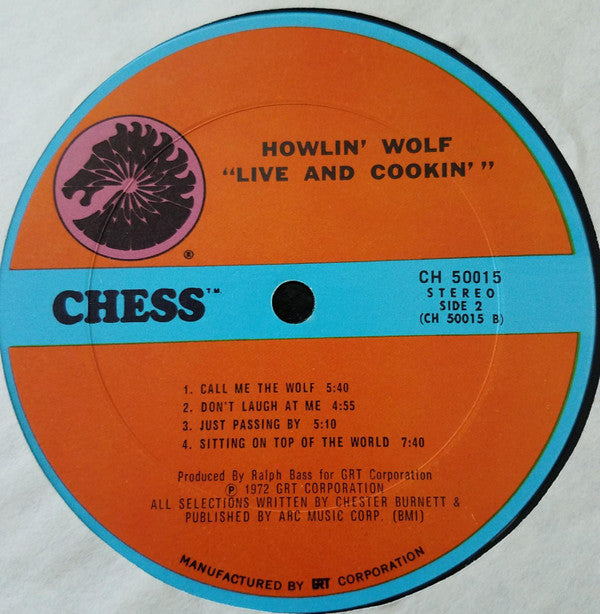 HOWLIN' WOLF
"LIVE AND COOKIN'"
®
CHESS™
CH 50015
STEREO
SIDE 2
(CH 50015 B)
1. CALL ME THE WOLF 5:40
2. DON'T LAUGH AT ME 4:55
3. JUST PASSING BY 5:10
4. SITTING ON TOP OF THE WORLD 7:40
Produced By Ralph Bass for GRT Corporation
℗ 1972 GRT CORPORATION
ALL SELECTIONS WRITTEN BY CHESTER BURNETT &
PUBLISHED BY ARC MUSIC CORP. (BMI)
MANUFACTURED BY GRT CORPORATION